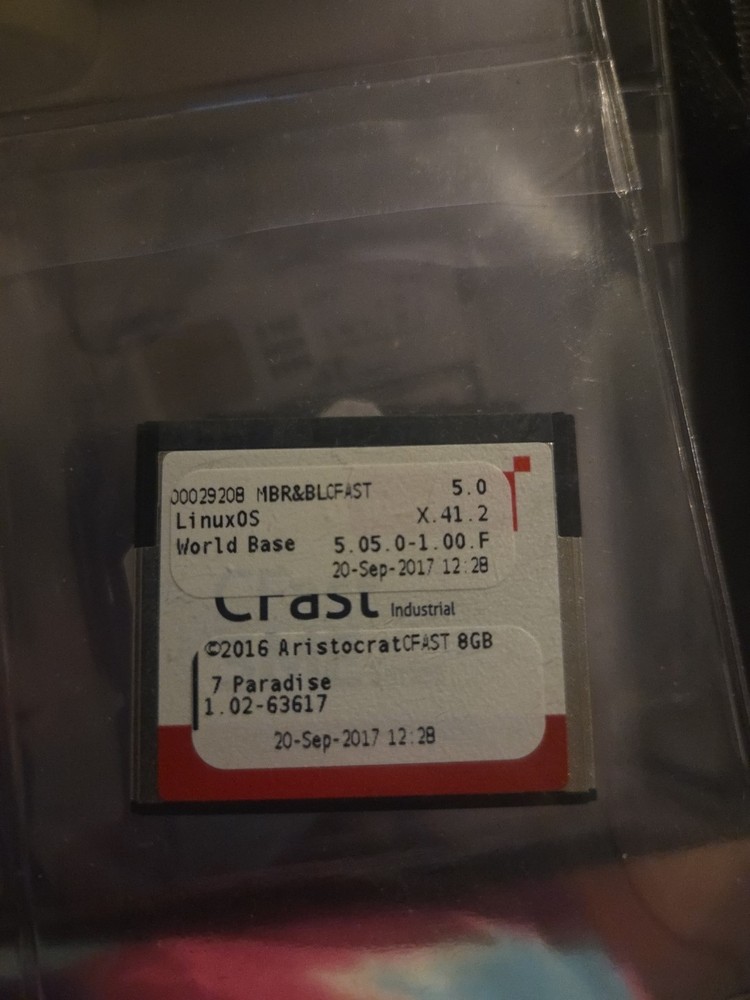 00029208 MBR&BLCFAST 5.0
LinuxOS X.41.2
World Base 5.05.0-1.00.F
20-Sep-2017 12:28
CFast Industrial
©2016 AristocratCFAST 8GB
7 Paradise
1.02-63617
20-Sep-2017 12:28